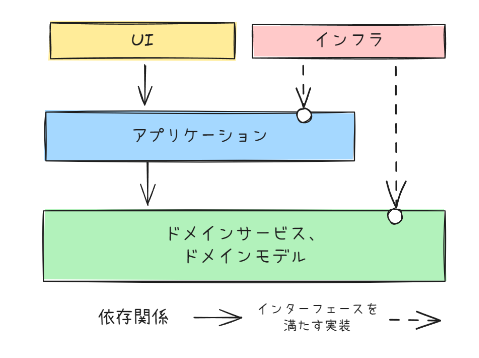 UI
インフラ
アプリケーション
ドメインサービス、
ドメインモデル
依存関係
インターフェースを
満たす実装